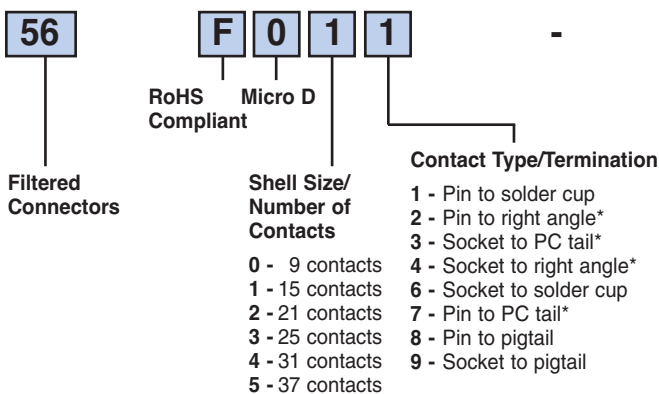 56 F 0 1 1 -
RoHS Compliant
Micro D
Filtered Connectors
Shell Size/
Number of
Contacts
0 - 9 contacts
1 - 15 contacts
2 - 21 contacts
3 - 25 contacts
4 - 31 contacts
5 - 37 contacts
Contact Type/Termination
1 - Pin to solder cup
2 - Pin to right angle*
3 - Socket to PC tail*
4 - Socket to right angle*
6 - Socket to solder cup
7 - Pin to PC tail*
8 - Pin to pigtail
9 - Socket to pigtail